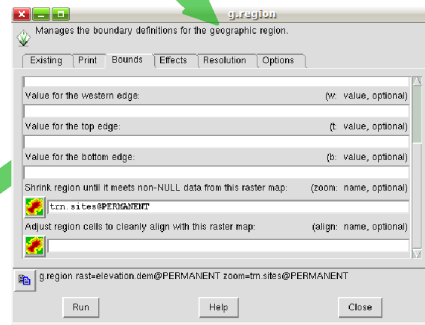 g.region
Manages the boundary definitions for the geographic region.
Existing Print Bounds Effects Resolution Options
Value for the western edge: (w: value, optional)
Value for the top edge: (t: value, optional)
Value for the bottom edge: (b: value, optional)
Shrink region until it meets non-NULL data from this raster map: (zoom: name, optional)
trn.sites@PERMANENT
Adjust region cells to cleanly align with this raster map: (align: name, optional)
g.region rast=elevation.dem@PERMANENT zoom=trn.sites@PERMANENT
Run Help Close